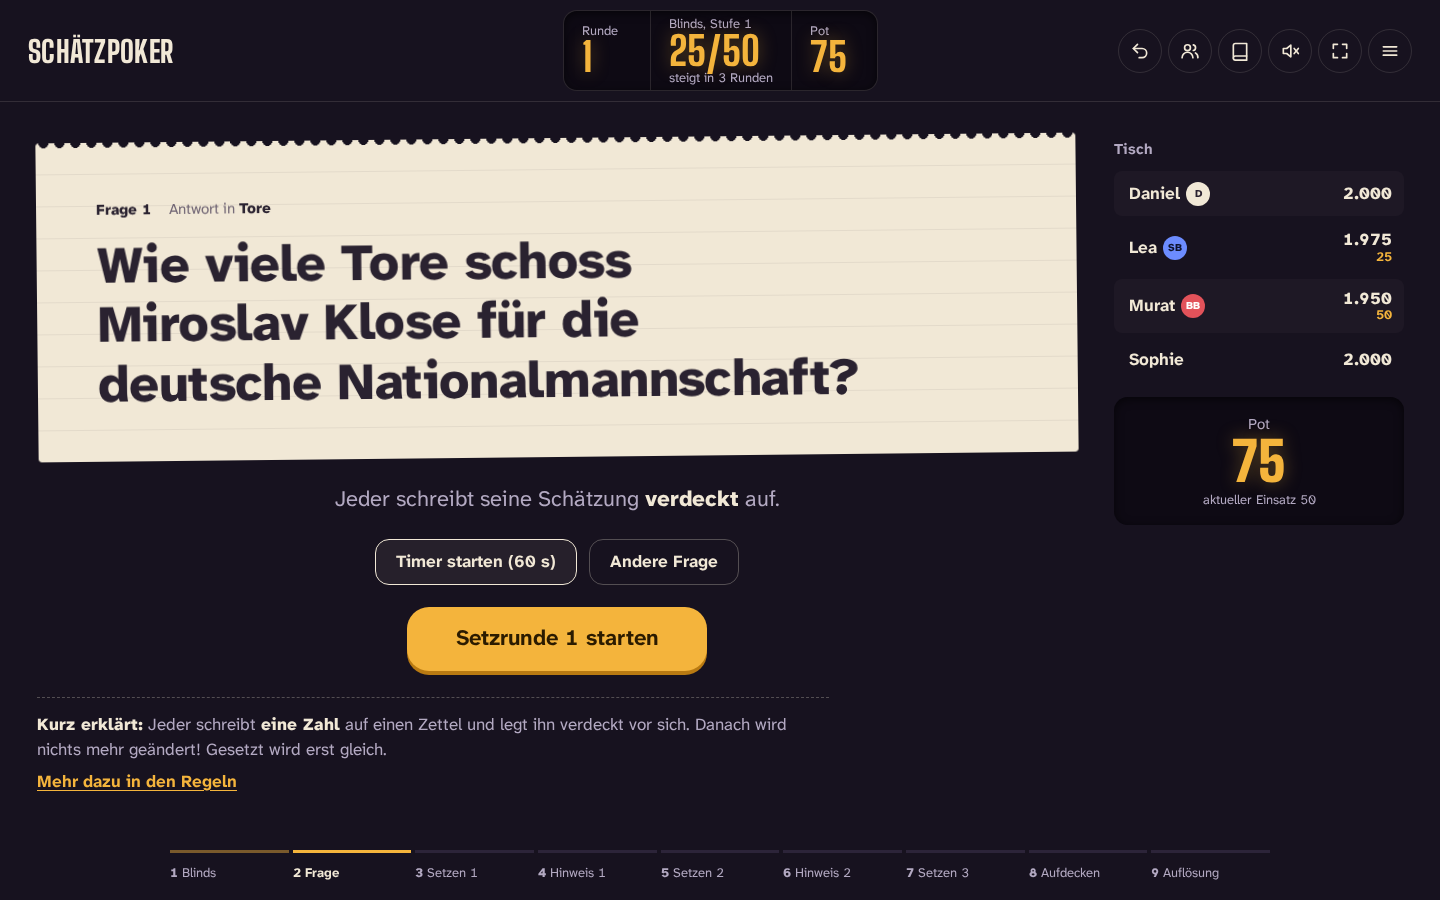 SCHÄTZPOKER
Runde
1
Blinds, Stufe 1
25/50
steigt in 3 Runden
Pot
75
Frage 1 Antwort in Tore
Wie viele Tore schoss
Miroslav Klose für die
deutsche Nationalmannschaft?
Jeder schreibt seine Schätzung verdeckt auf.
Timer starten (60 s)
Andere Frage
Setzrunde 1 starten
Kurz erklärt: Jeder schreibt eine Zahl auf einen Zettel und legt ihn verdeckt vor sich. Danach wird
nichts mehr geändert! Gesetzt wird erst gleich.
Mehr dazu in den Regeln
Tisch
Daniel D 2.000
Lea SB 1.975
25
Murat BB 1.950
50
Sophie 2.000
Pot
75
aktueller Einsatz 50
1 Blinds
2 Frage
3 Setzen 1
4 Hinweis 1
5 Setzen 2
6 Hinweis 2
7 Setzen 3
8 Aufdecken
9 Auflösung